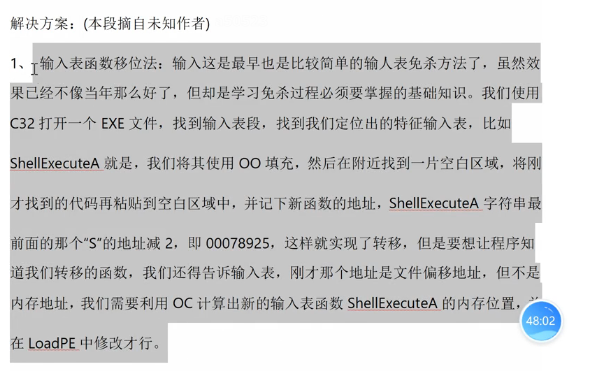 解决方案：(本段摘自未知作者)
1、 输入表函数移位法：输入这是最早也是比较简单的输人表免杀方法了，虽然效
果已经不像当年那么好了，但却是学习免杀过程必须要掌握的基础知识。我们使用
C32 打开一个 EXE 文件，找到输入表段，找到我们定位出的特征输入表，比如
ShellExecuteA 就是，我们将其使用 OO 填充，然后在附近找到一片空白区域，将刚
才找到的代码再粘贴到空白区域中，并记下新函数的地址，ShellExecuteA 字符串最
前面的那个“S”的地址减 2，即 00078925，这样就实现了转移，但是要想让程序知
道我们转移的函数，我们还得告诉输入表，刚才那个地址是文件偏移地址，但不是
内存地址，我们需要利用 OC 计算出新的输入表函数 ShellExecuteA 的内存位置，
在 LoadPE 中修改才行。
48:02